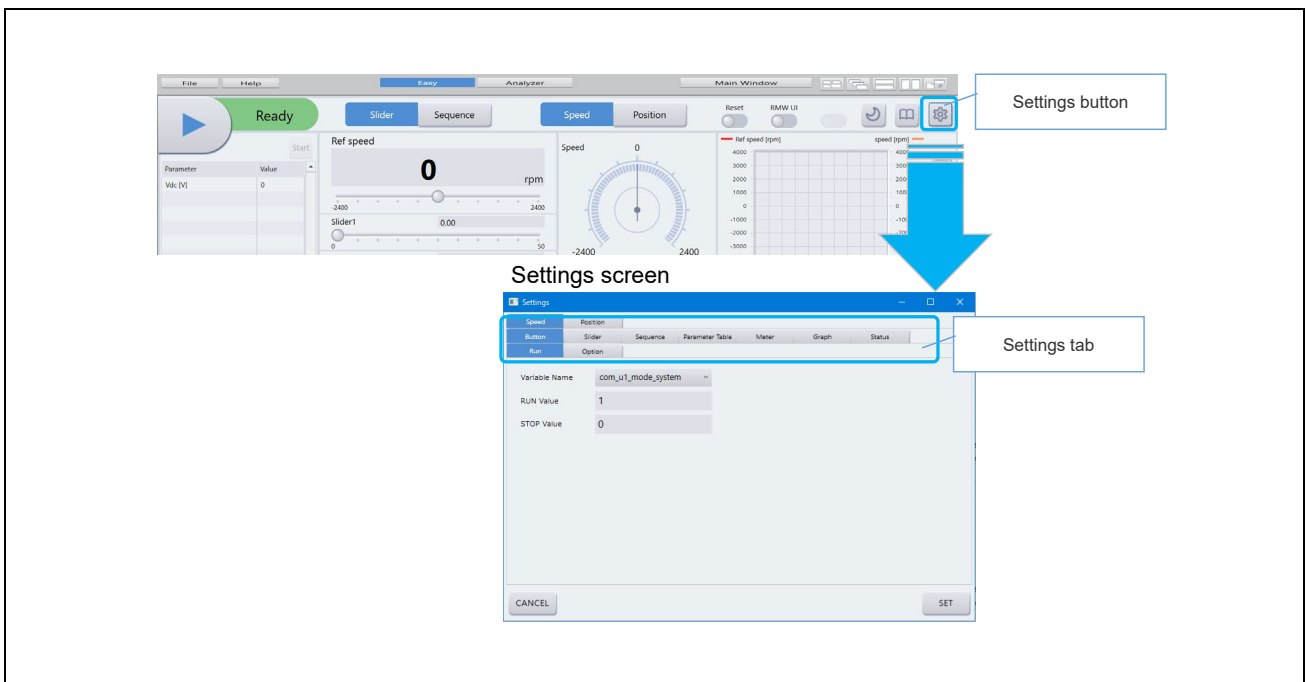 File Help Easy Analyzer Main Window
Settings button
Ready Slider Sequence Speed Position Reset RMW UI
Start
Parameter Value
Vdc [V] 0
Ref speed
0 rpm
-2400 2400
Slider1 0.00
0 50
Speed 0
-2400 2400
Ref speed [rpm] speed [rpm]
4000
3000
2000
1000
0 0
-1000
-2000
-3000
Settings screen
Settings
Speed Position
Button Slider Sequence Parameter Table Meter Graph Status
Run Option
Settings tab
Variable Name com_u1_mode_system
RUN Value 1
STOP Value 0
CANCEL SET